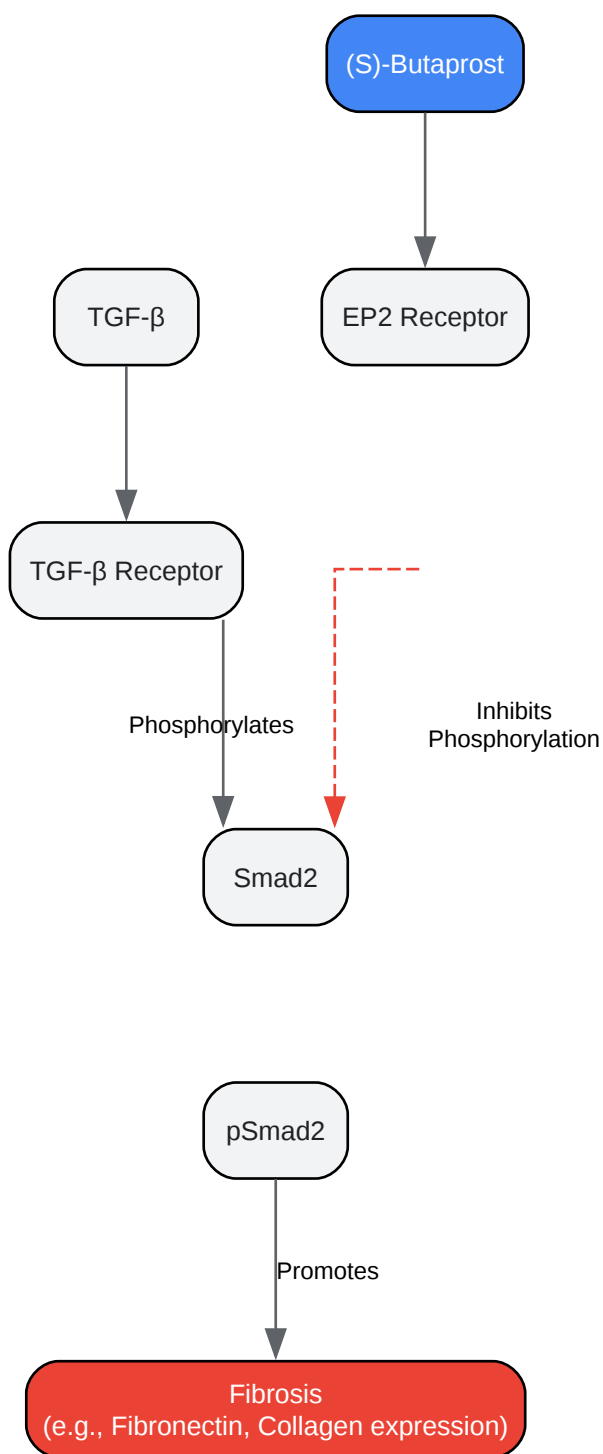 (S)-Butaprost
TGF-β
EP2 Receptor
TGF-β Receptor
Phosphorylates
Inhibits
Phosphorylation
Smad2
pSmad2
Promotes
Fibrosis
(e.g., Fibronectin, Collagen expression)